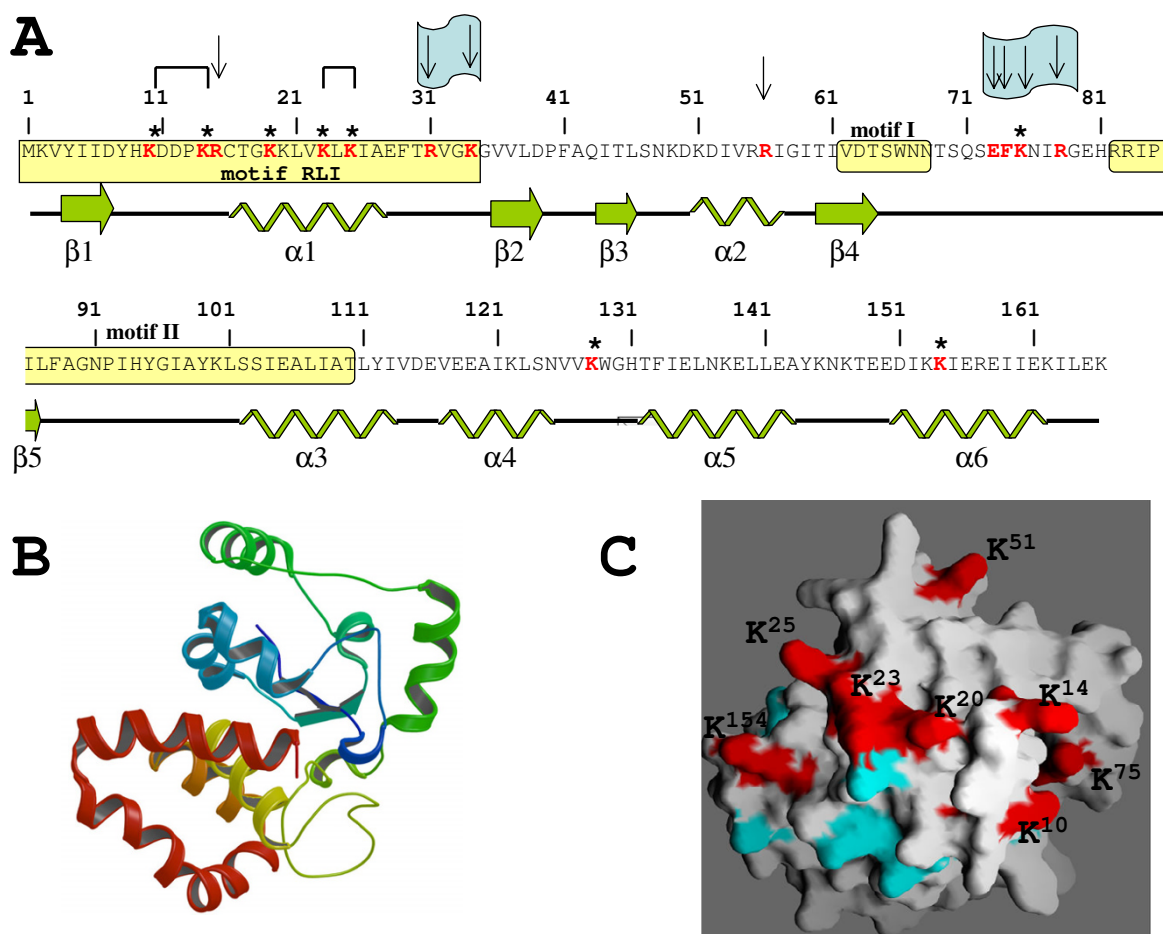 A
1 11 21 31 41 51 61 71 81
* * * * * *
motif I
MKVYIIDYHKDDPKRCTGKKLVKLKIAEFTRVGKGVVLDPFAQITLSNKDKDIVRRIGITIVDTSWNNTSQSEFKNIRGEHRRIP
motif RLI
β1 α1 β2 β3 α2 β4
91 101 111 121 131 141 151 161
motif II * *
ILFAGNPIHYGIAYKLSSIEALIATLYIVDEVEEAIKLSNVVKWGHTFIELNKELLEAYKNKTEEDIKKIEREIIEKILEK
β5 α3 α4 α5 α6
B
C
K51
K25
K23
K20
K14
K154
K75
K10